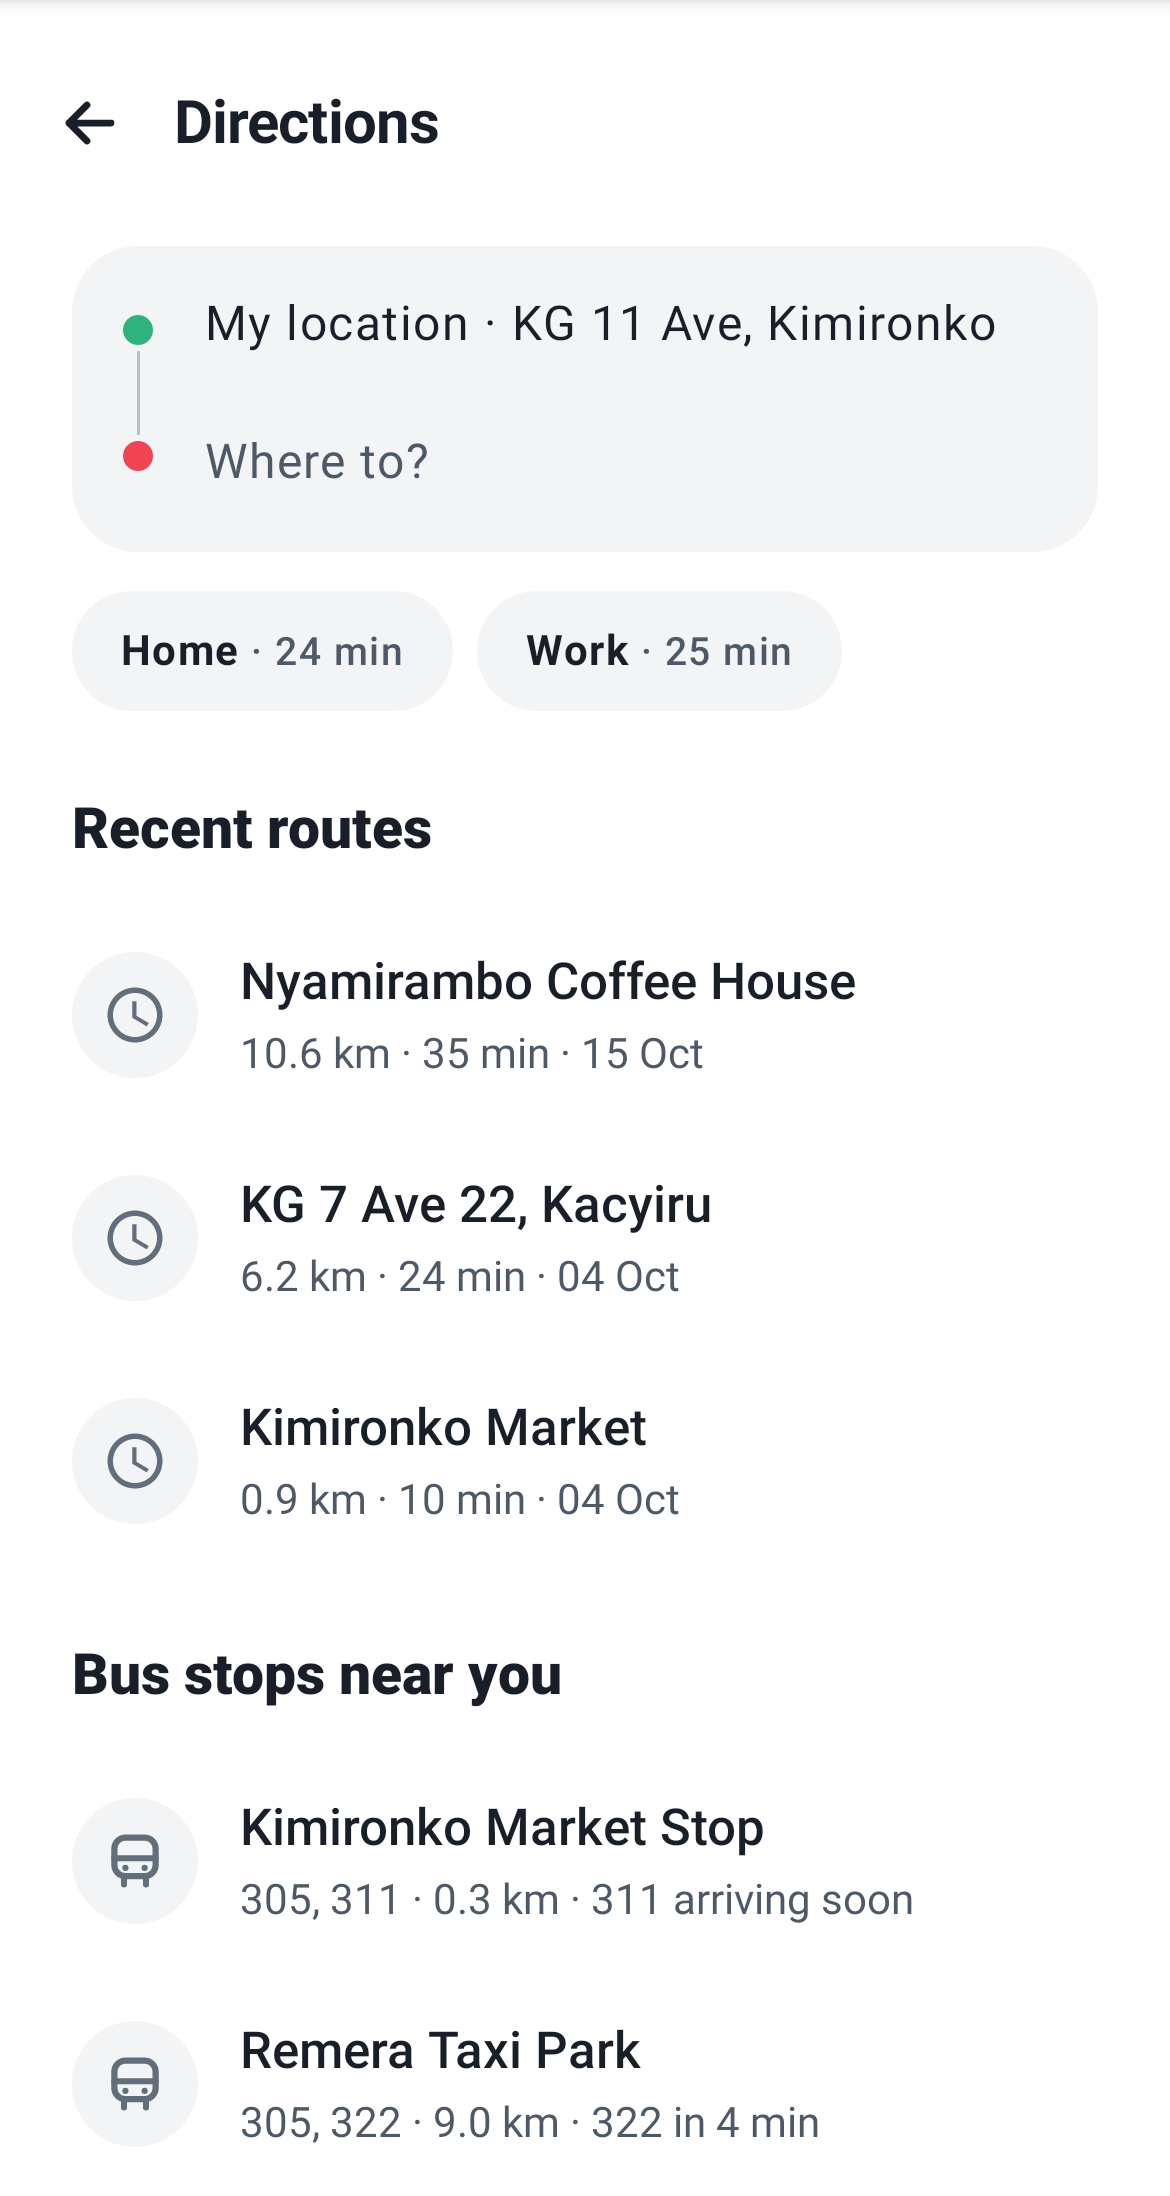 Directions
My location · KG 11 Ave, Kimironko
Where to?
Home · 24 min
Work · 25 min
Recent routes
Nyamirambo Coffee House
10.6 km · 35 min · 15 Oct
KG 7 Ave 22, Kacyiru
6.2 km · 24 min · 04 Oct
Kimironko Market
0.9 km · 10 min · 04 Oct
Bus stops near you
Kimironko Market Stop
305, 311 · 0.3 km · 311 arriving soon
Remera Taxi Park
305, 322 · 9.0 km · 322 in 4 min